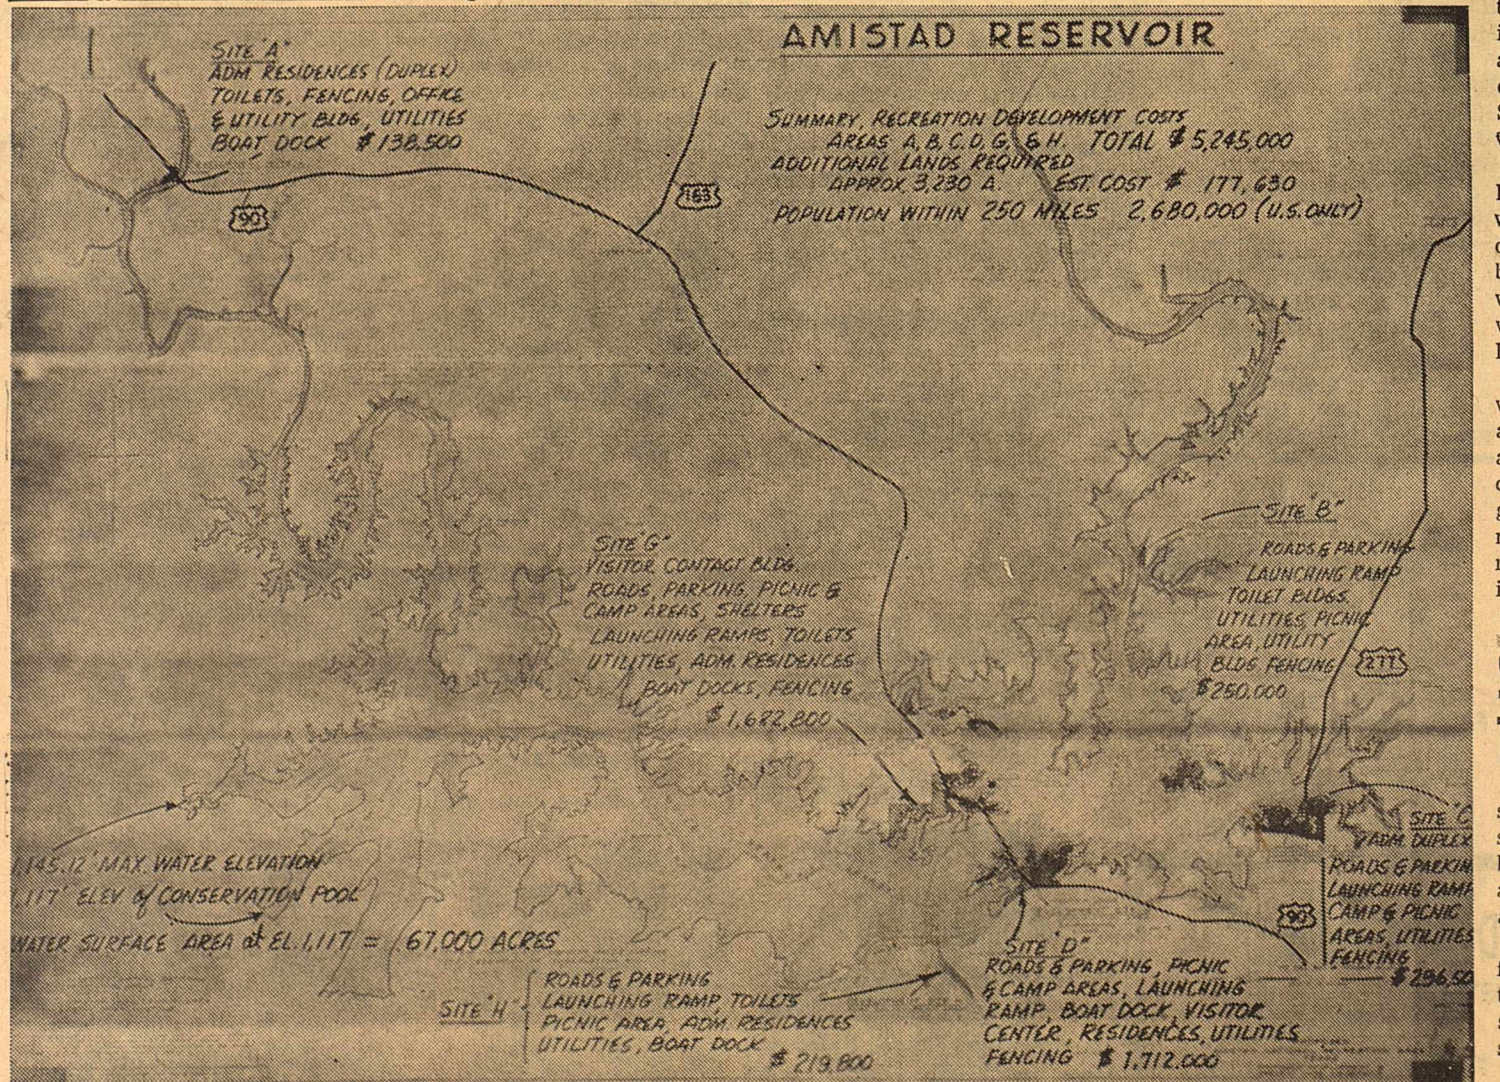 AMISTAD RESERVOIR
SITE "A"
ADM. RESIDENCES (DUPLEX)
TOILETS, FENCING, OFFICE
& UTILITY BLDG, UTILITIES
BOAT DOCK $138,500
SUMMARY, RECREATION DEVELOPMENT COSTS
AREAS A, B, C, D, G, & H. TOTAL $5,245,000
ADDITIONAL LANDS REQUIRED
APPROX 3,230 A. EST. COST $ 177,630
POPULATION WITHIN 250 MILES 2,680,000 (U.S. ONLY)
90
163
SITE "B"
ROADS & PARKING
LAUNCHING RAMP
TOILET BLDGS.
UTILITIES, PICNIC
AREA, UTILITY
BLDG FENCING
$250,000
277
SITE "G"
VISITOR CONTACT BLDG.
ROADS, PARKING, PICNIC &
CAMP AREAS, SHELTERS
LAUNCHING RAMPS, TOILETS
UTILITIES, ADM. RESIDENCES
BOAT DOCKS, FENCING
$1,622,800
SITE "C
ADM. DUPLEX
ROADS & PARKIN
LAUNCHING RAMP
CAMP & PICNIC
AREAS, UTILITIES
FENCING
$296,50
90
,145.12' MAX. WATER ELEVATION
,117' ELEV of CONSERVATION POOL
WATER SURFACE AREA at EL. 1,117 = 67,000 ACRES
SITE "H"
ROADS & PARKING
LAUNCHING RAMP, TOILETS
PICNIC AREA, ADM. RESIDENCES
UTILITIES, BOAT DOCK
$219,800
SITE "D"
ROADS & PARKING, PICNIC
& CAMP AREAS, LAUNCHING
RAMP, BOAT DOCK, VISITOR
CENTER, RESIDENCES, UTILITIES
FENCING $1,712,000